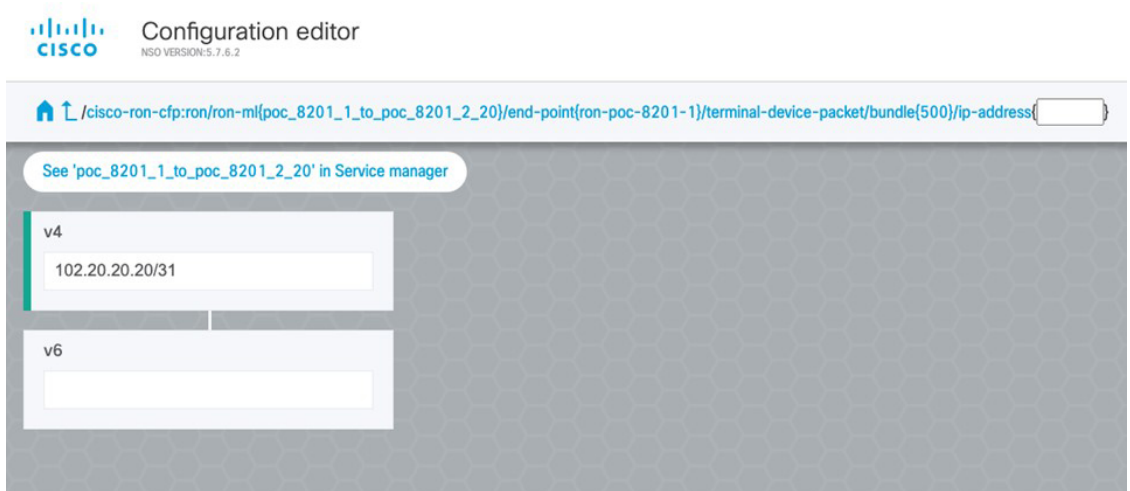 CISCO
Configuration editor
NSO VERSION:5.7.6.2
/cisco-ron-cfp:ron/ron-ml{poc_8201_1_to_poc_8201_2_20}/end-point{ron-poc-8201-1}/terminal-device-packet/bundle{500}/ip-address{ }
See 'poc_8201_1_to_poc_8201_2_20' in Service manager
v4
102.20.20.20/31
v6